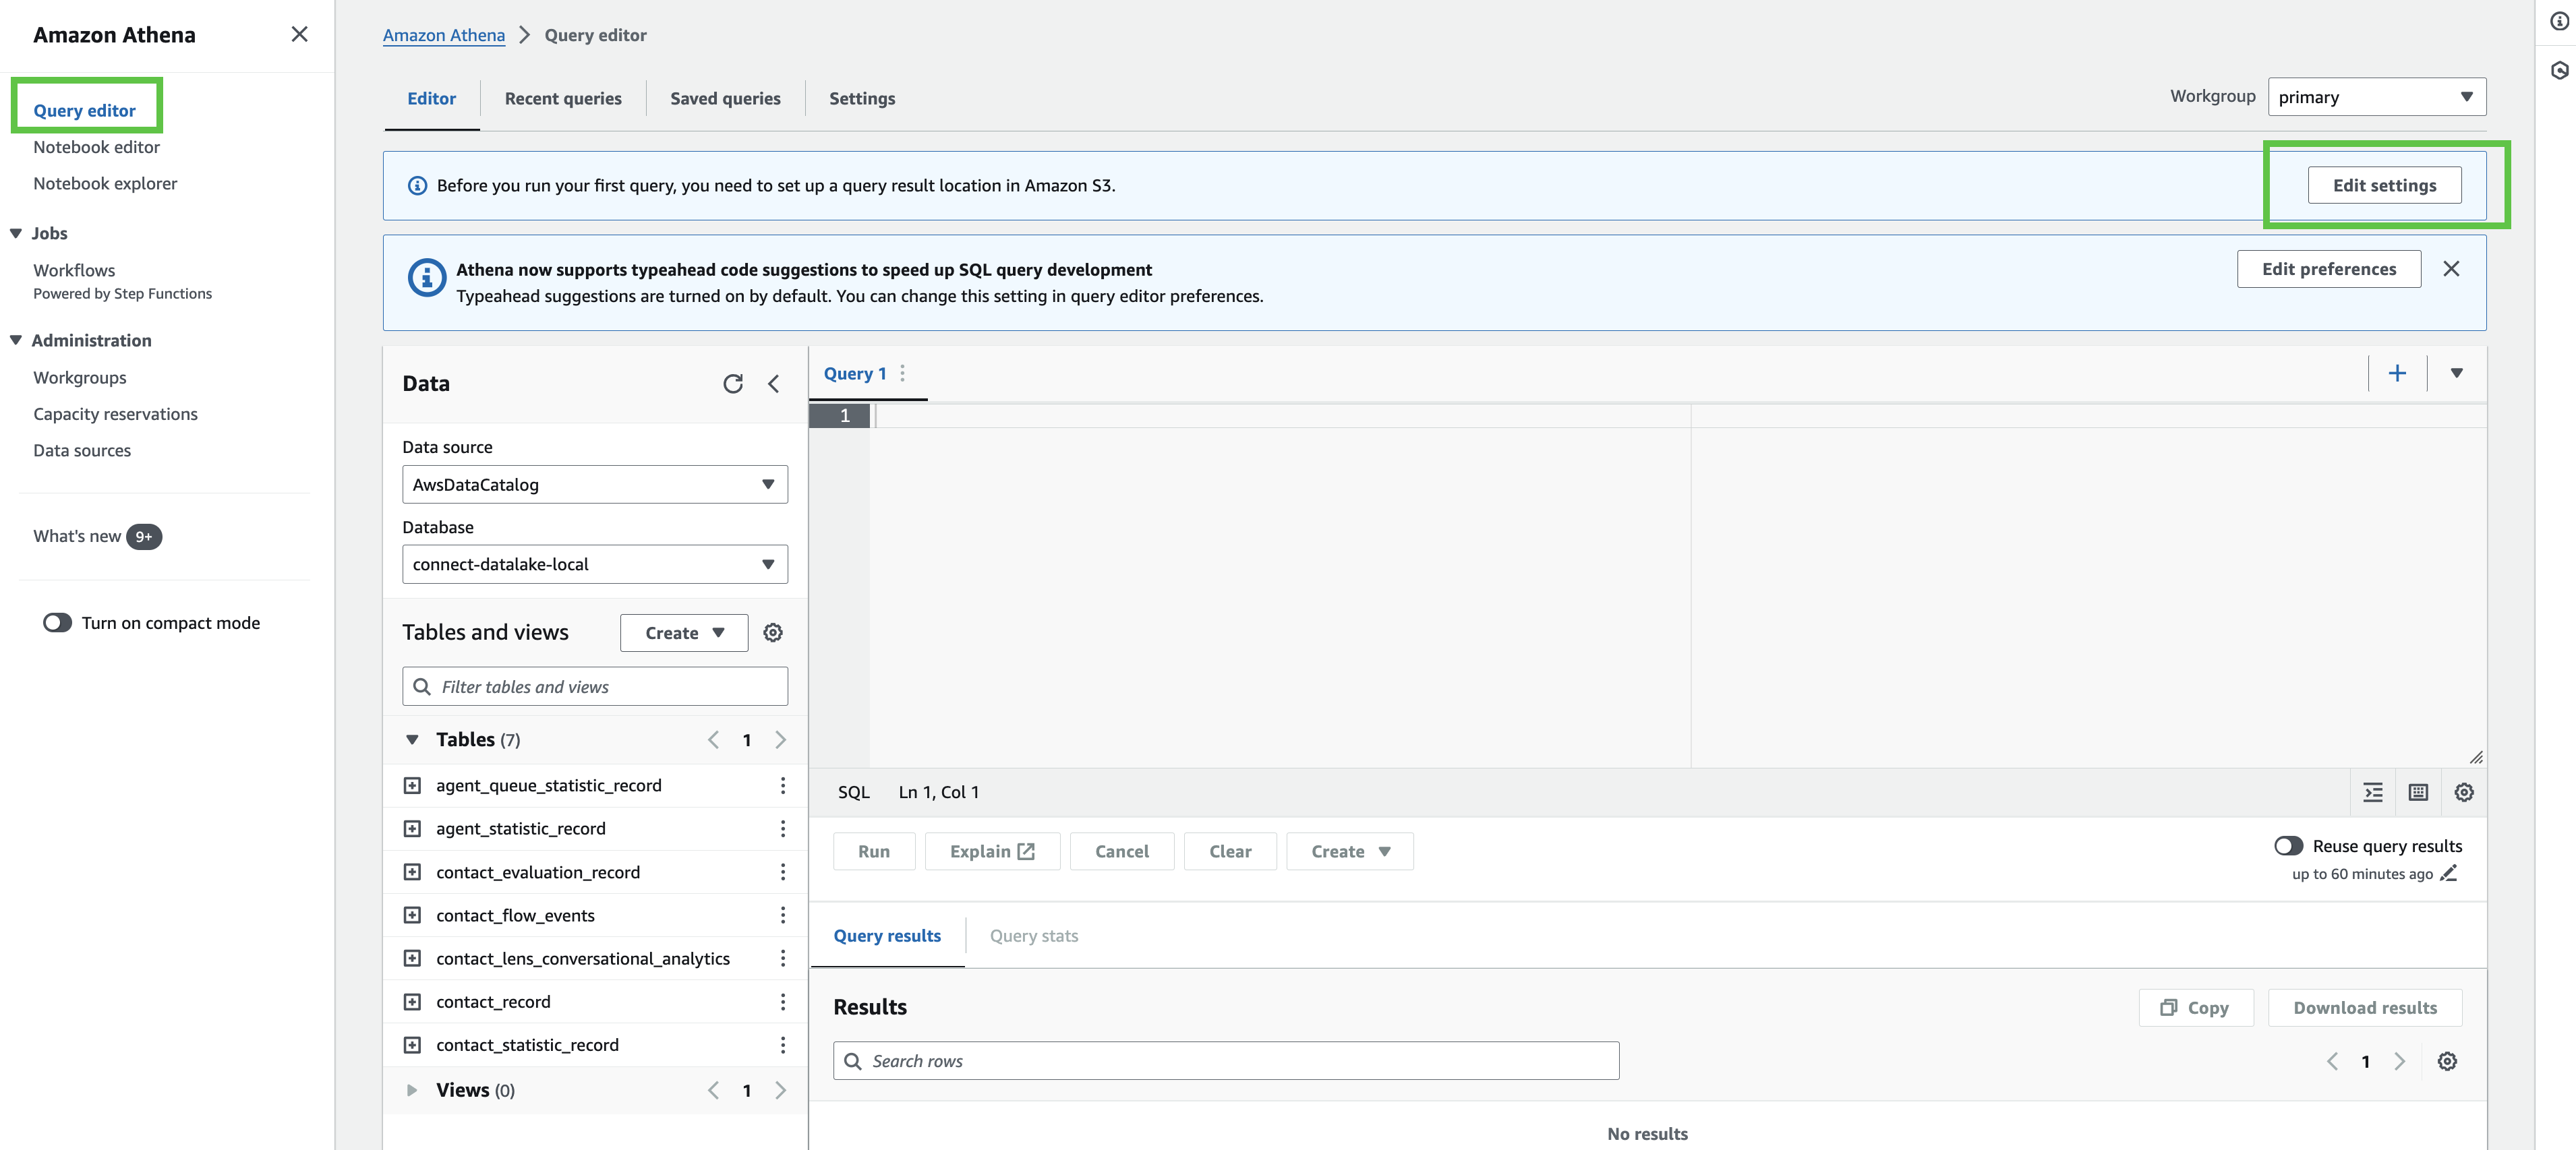 Amazon Athena
Query editor
Notebook editor
Notebook explorer
Jobs
Workflows
Powered by Step Functions
Administration
Workgroups
Capacity reservations
Data sources
What's new 9+
Turn on compact mode
Amazon Athena > Query editor
Editor Recent queries Saved queries Settings
Workgroup primary
Before you run your first query, you need to set up a query result location in Amazon S3.
Edit settings
Athena now supports typeahead code suggestions to speed up SQL query development
Typeahead suggestions are turned on by default. You can change this setting in query editor preferences.
Edit preferences
Data
Data source
AwsDataCatalog
Database
connect-datalake-local
Tables and views Create
Filter tables and views
Tables (7) 1
agent_queue_statistic_record
agent_statistic_record
contact_evaluation_record
contact_flow_events
contact_lens_conversational_analytics
contact_record
contact_statistic_record
Views (0) 1
Query 1
1
SQL Ln 1, Col 1
Run Explain Cancel Clear Create
Reuse query results
up to 60 minutes ago
Query results Query stats
Results
Copy Download results
Search rows
1
No results